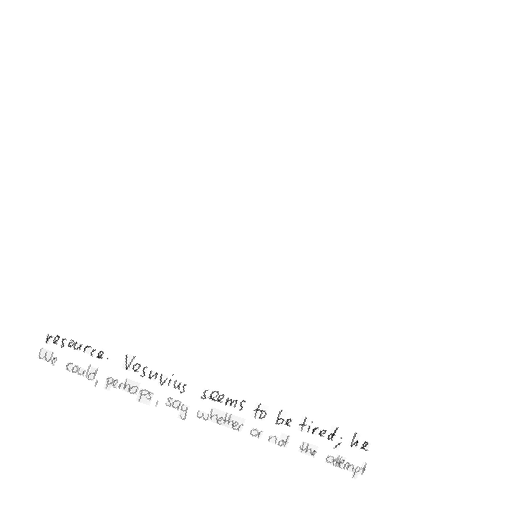 resource. Vesuvius seems to be tired; he
We could, perhaps, say whether or not the attempt